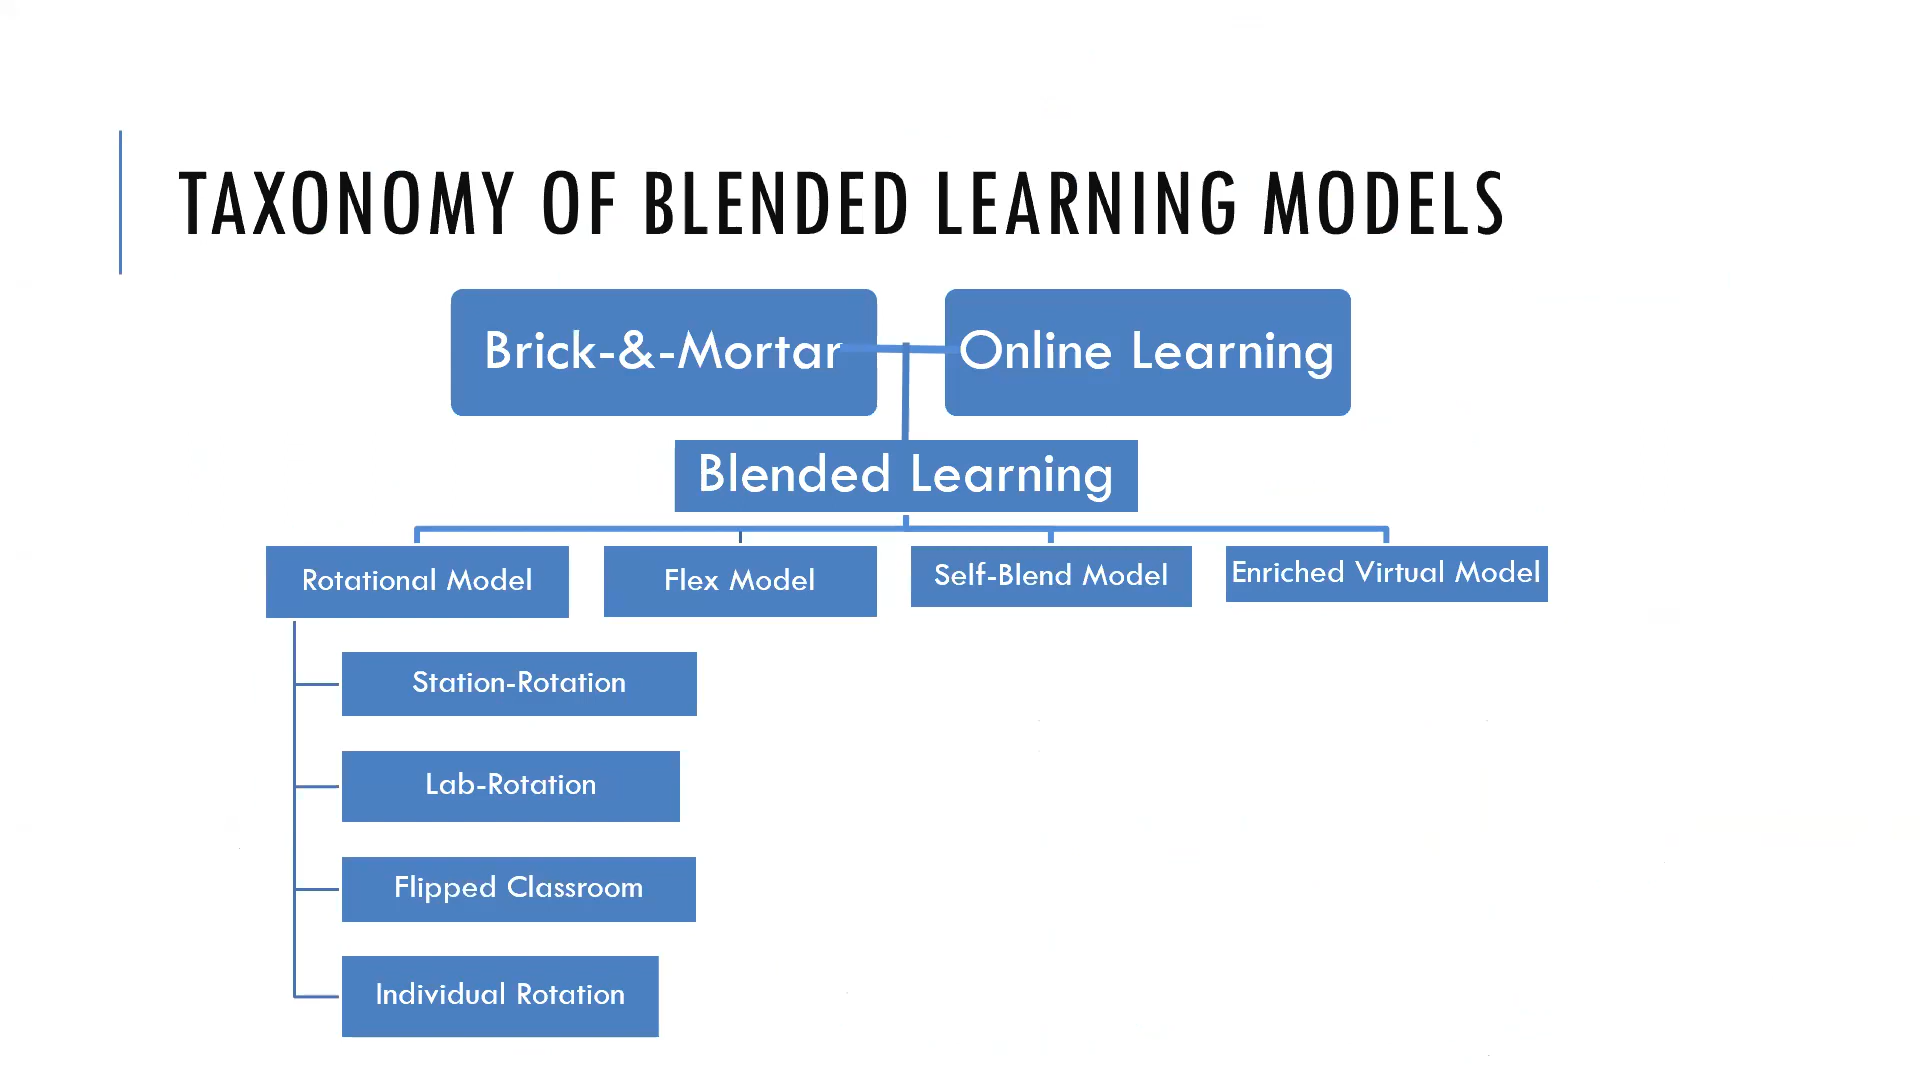 TAXONOMY OF BLENDED LEARNING MODELS
Brick-&-Mortar
Online Learning
Blended Learning
Rotational Model
Flex Model
Self-Blend Model
Enriched Virtual Model
Station-Rotation
Lab-Rotation
Flipped Classroom
Individual Rotation